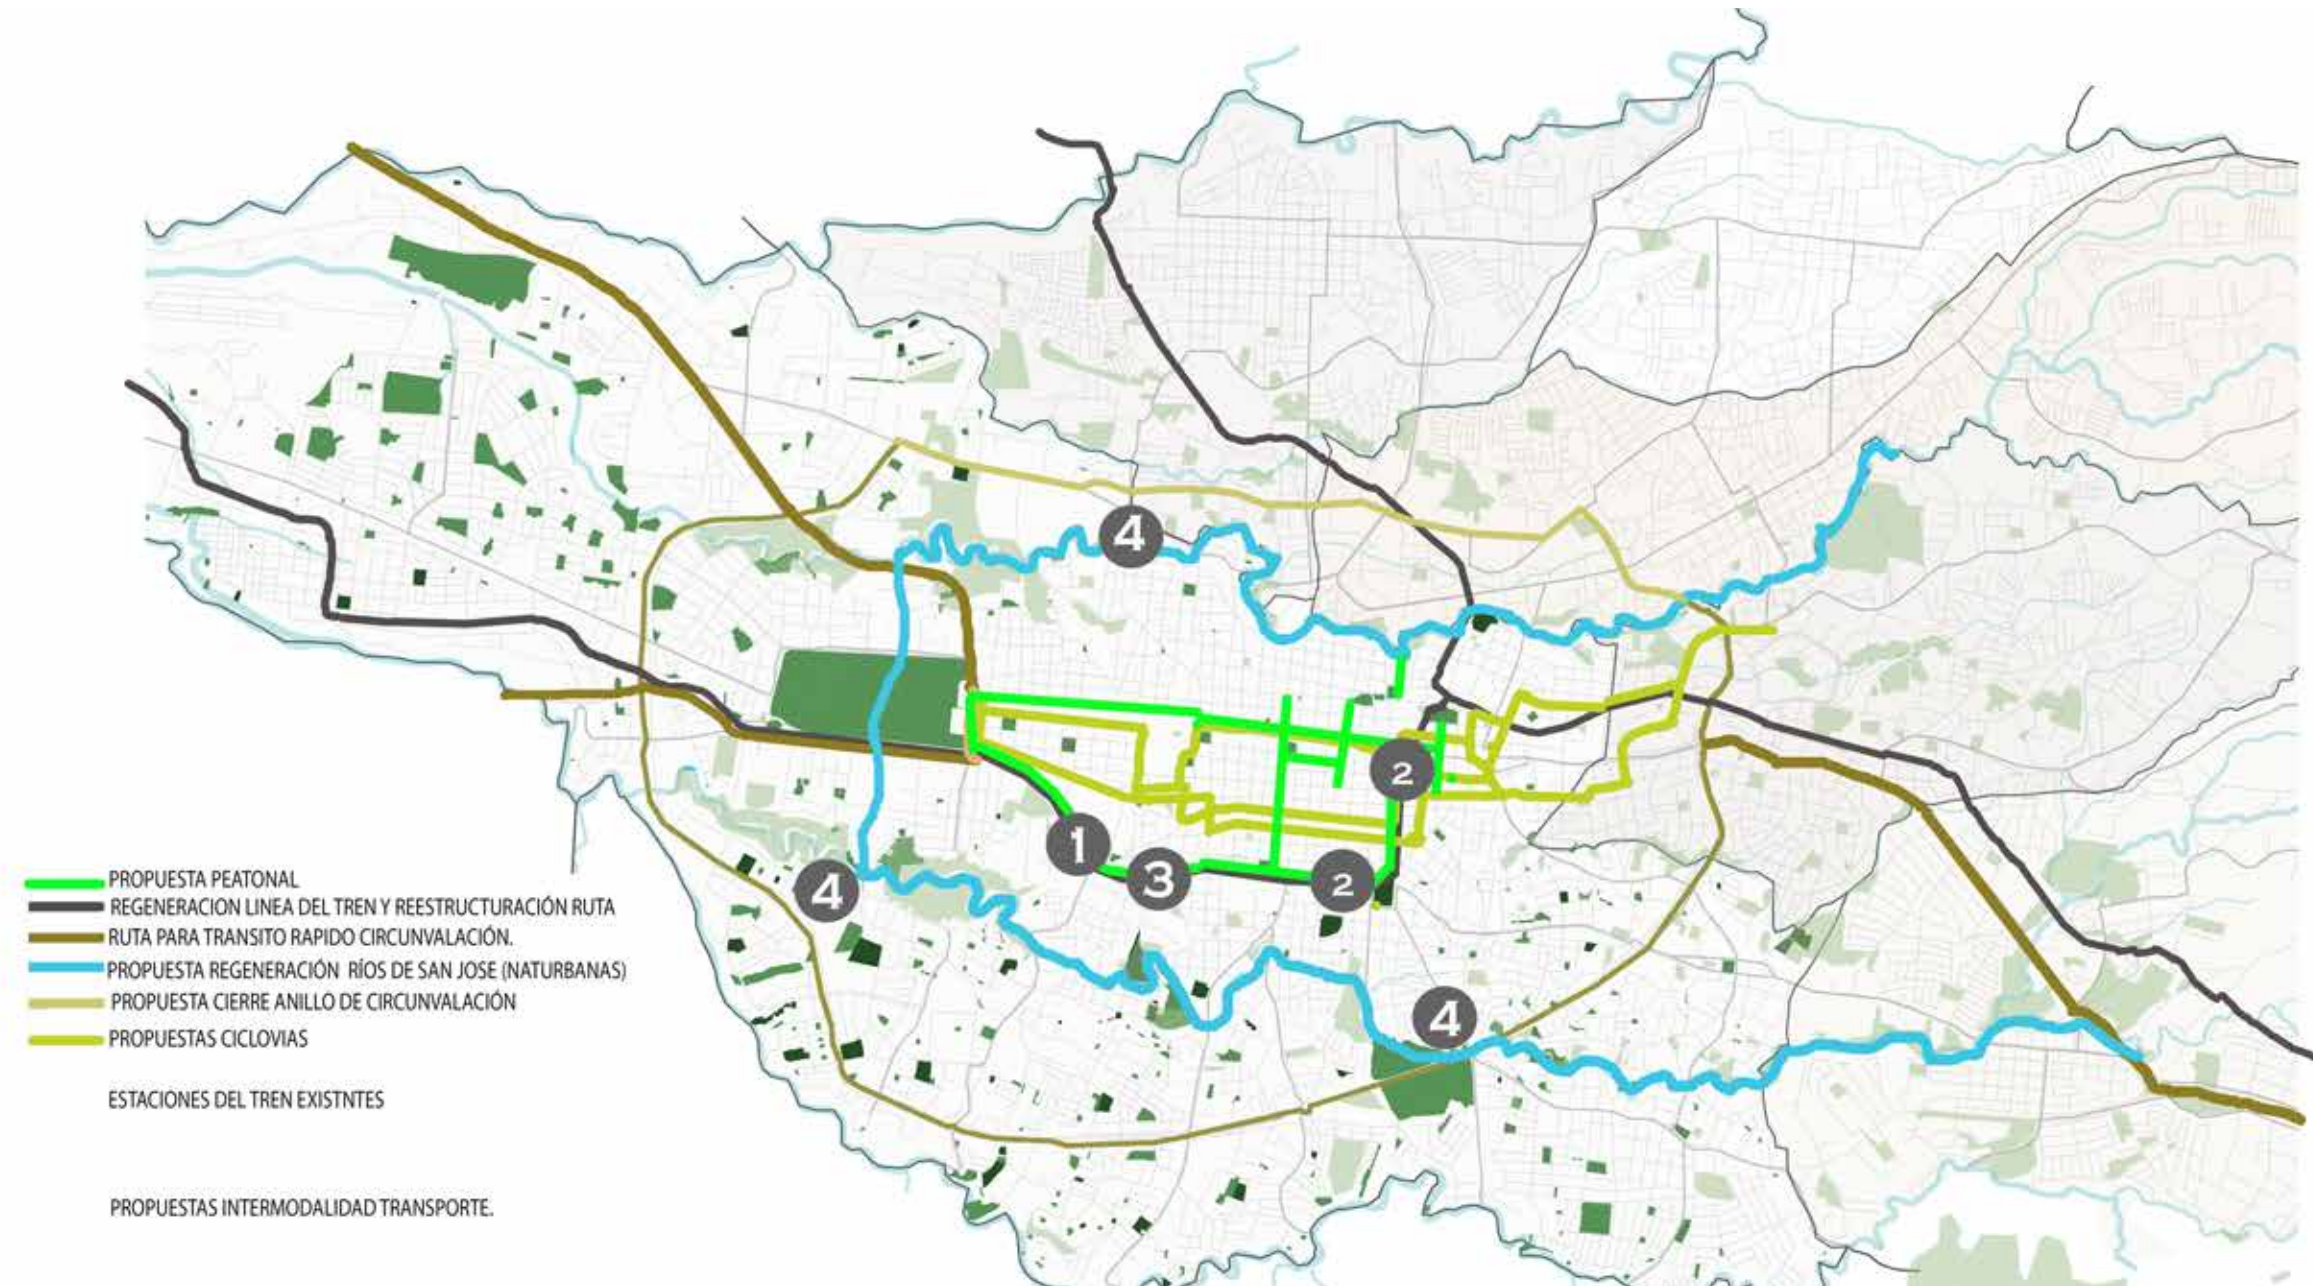 4
2
1
3
2
4
4
PROPUESTA PEATONAL
REGENERACION LINEA DEL TREN Y REESTRUCTURACIÓN RUTA
RUTA PARA TRANSITO RAPIDO CIRCUNVALACIÓN.
PROPUESTA REGENERACIÓN RÍOS DE SAN JOSE (NATURBANAS)
PROPUESTA CIERRE ANILLO DE CIRCUNVALACIÓN
PROPUESTAS CICLOVIAS
ESTACIONES DEL TREN EXISTNTES
PROPUESTAS INTERMODALIDAD TRANSPORTE.